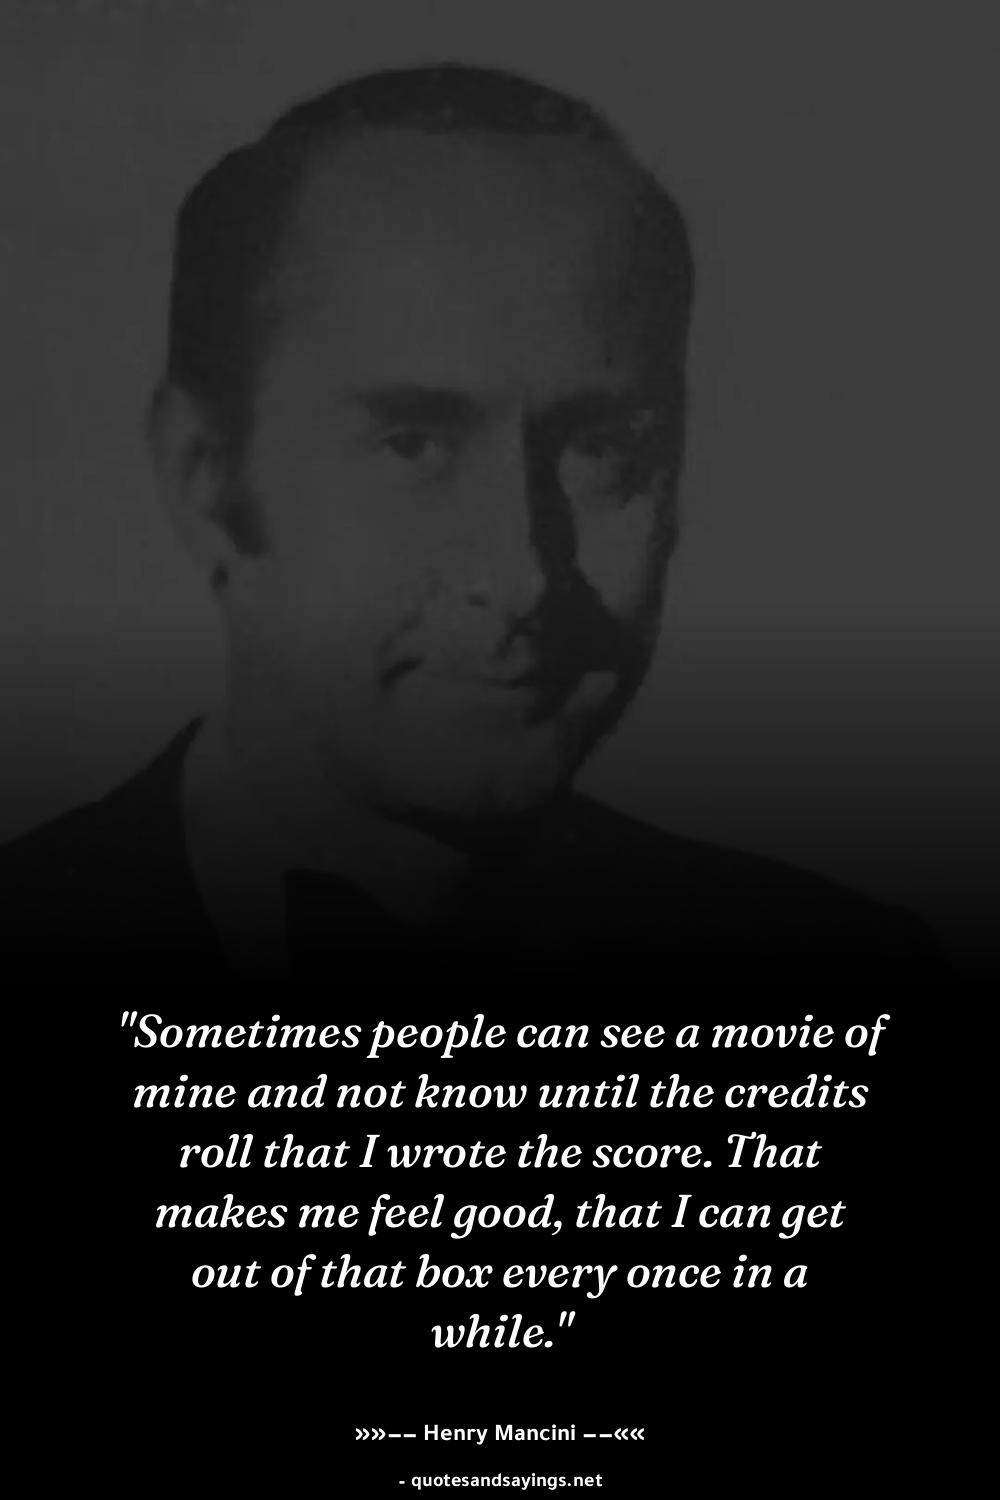 "Sometimes people can see a movie of
mine and not know until the credits
roll that I wrote the score. That
makes me feel good, that I can get
out of that box every once in a
while."
»»−− Henry Mancini −−««
- quotesandsayings.net